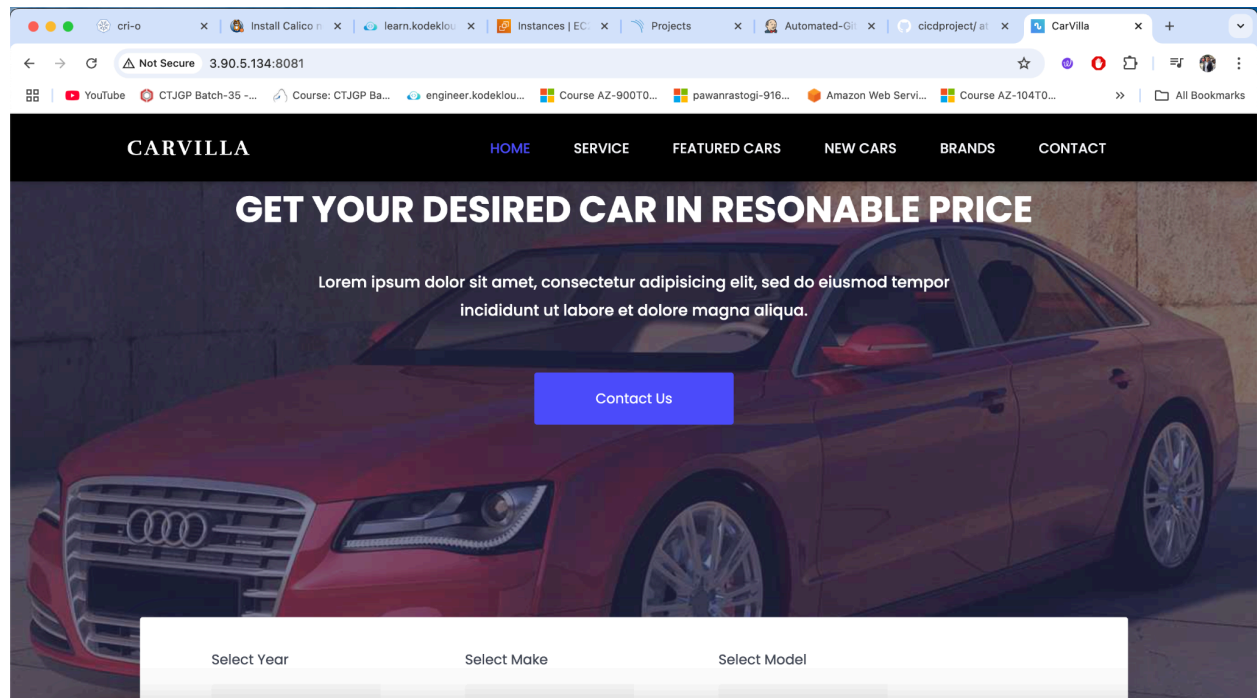 cri-o
Install Calico n
learn.kodeklou
Instances | EC2
Projects
Automated-Git
cicdproject/ at
CarVilla
Not Secure 3.90.5.134:8081
YouTube
CTJGP Batch-35 -...
Course: CTJGP Ba...
engineer.kodeklou...
Course AZ-900T0...
pawanrastogi-916...
Amazon Web Servi...
Course AZ-104T0...
All Bookmarks
CARVILLA
HOME
SERVICE
FEATURED CARS
NEW CARS
BRANDS
CONTACT
GET YOUR DESIRED CAR IN RESONABLE PRICE
Lorem ipsum dolor sit amet, consectetur adipisicing elit, sed do eiusmod tempor
incididunt ut labore et dolore magna aliqua.
Contact Us
Select Year
Select Make
Select Model